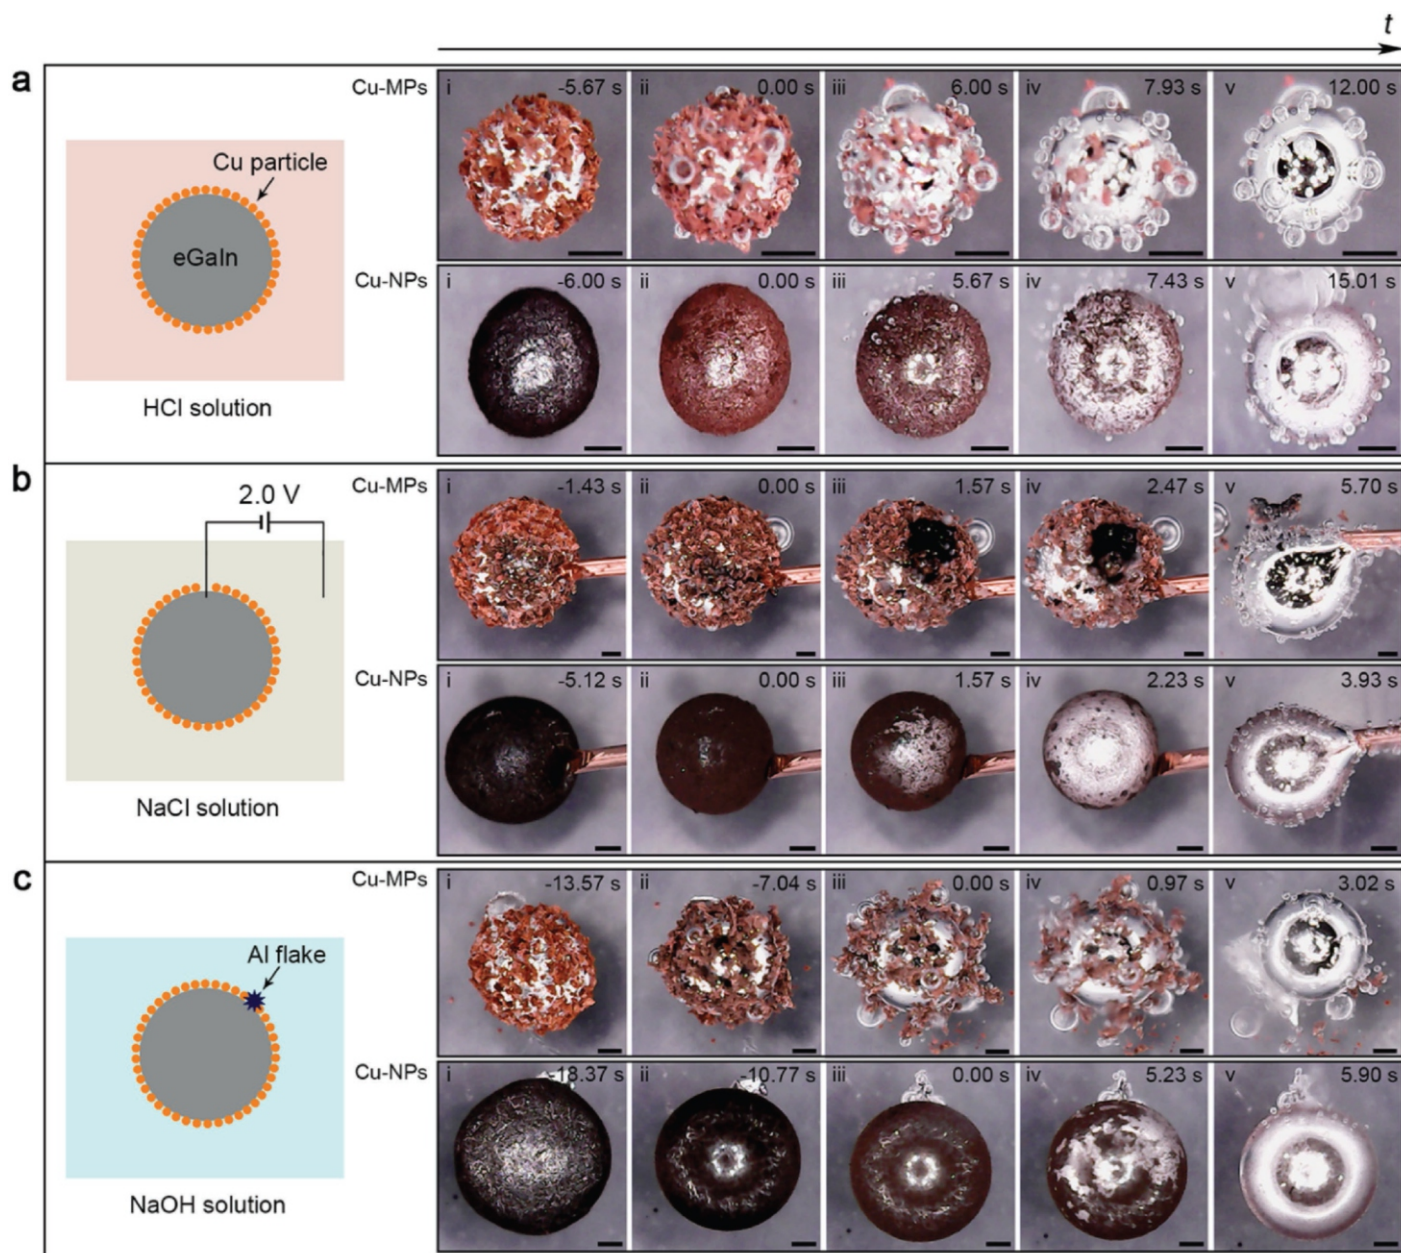 t
a
Cu-MPs
i -5.67 s ii 0.00 s iii 6.00 s iv 7.93 s v 12.00 s
Cu particle
eGaIn
HCl solution
Cu-NPs
i -6.00 s ii 0.00 s iii 5.67 s iv 7.43 s v 15.01 s
b
2.0 V
NaCl solution
Cu-MPs
i -1.43 s ii 0.00 s iii 1.57 s iv 2.47 s v 5.70 s
Cu-NPs
i -5.12 s ii 0.00 s iii 1.57 s iv 2.23 s v 3.93 s
c
Al flake
NaOH solution
Cu-MPs
i -13.57 s ii -7.04 s iii 0.00 s iv 0.97 s v 3.02 s
Cu-NPs
i -18.37 s ii -10.77 s iii 0.00 s iv 5.23 s v 5.90 s